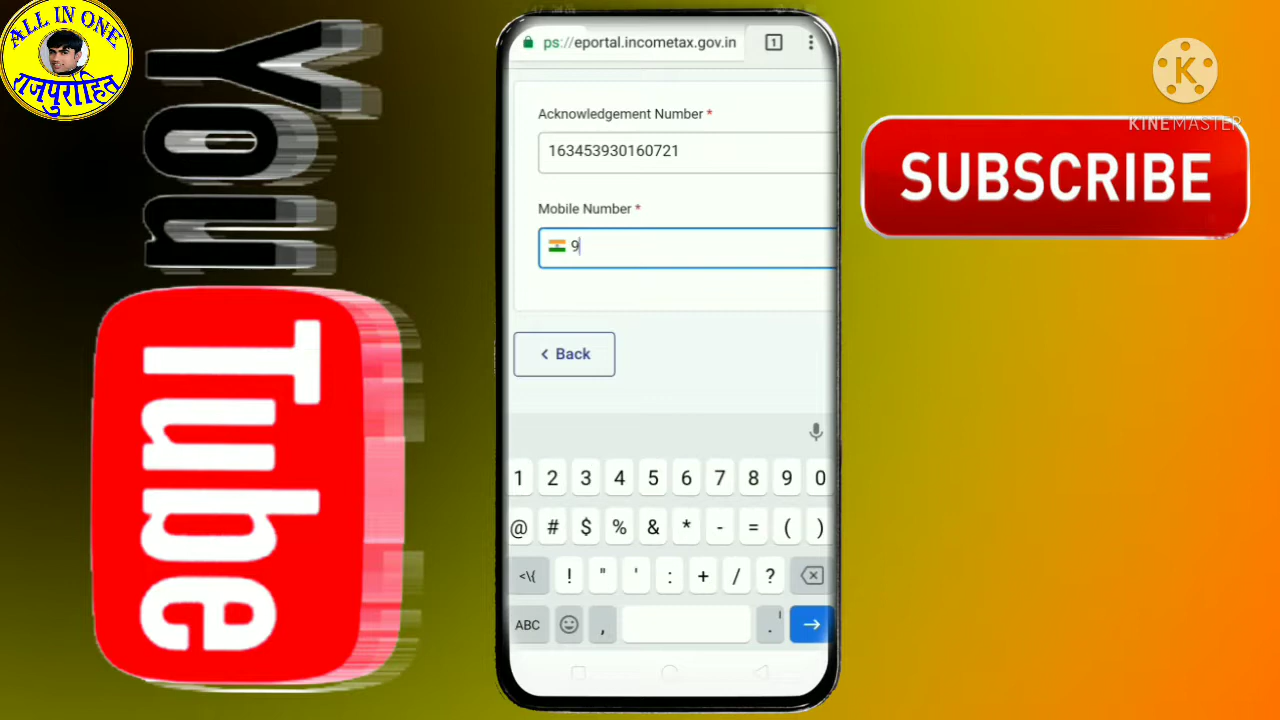 ALL IN ONE
राजपुरोहित
You
Tube
ps://eportal.incometax.gov.in
1
Acknowledgement Number *
163453930160721
Mobile Number *
9
< Back
1 2 3 4 5 6 7 8 9 0
@ # $ % & * - = ( )
<\{ ! " ' : + / ?
ABC , . !
K
KINEMASTER
SUBSCRIBE